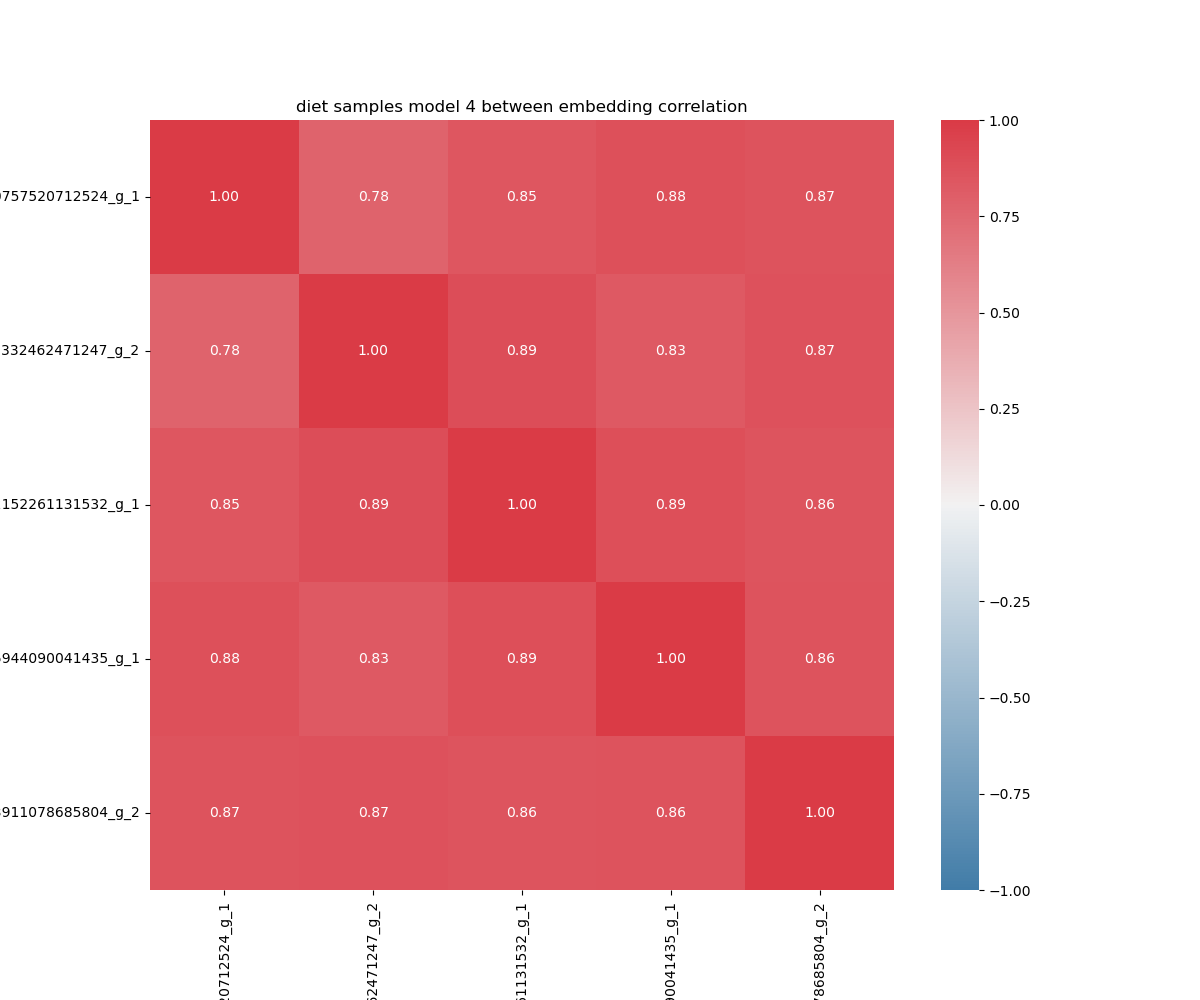 diet samples model 4 between embedding correlation
757520712524_g_1
1.00 0.78 0.85 0.88 0.87
332462471247_g_2
0.78 1.00 0.89 0.83 0.87
152261131532_g_1
0.85 0.89 1.00 0.89 0.86
944090041435_g_1
0.88 0.83 0.89 1.00 0.86
911078685804_g_2
0.87 0.87 0.86 0.86 1.00
20712524_g_1
62471247_g_2
61131532_g_1
90041435_g_1
78685804_g_2
1.00
0.75
0.50
0.25
0.00
−0.25
−0.50
−0.75
−1.00